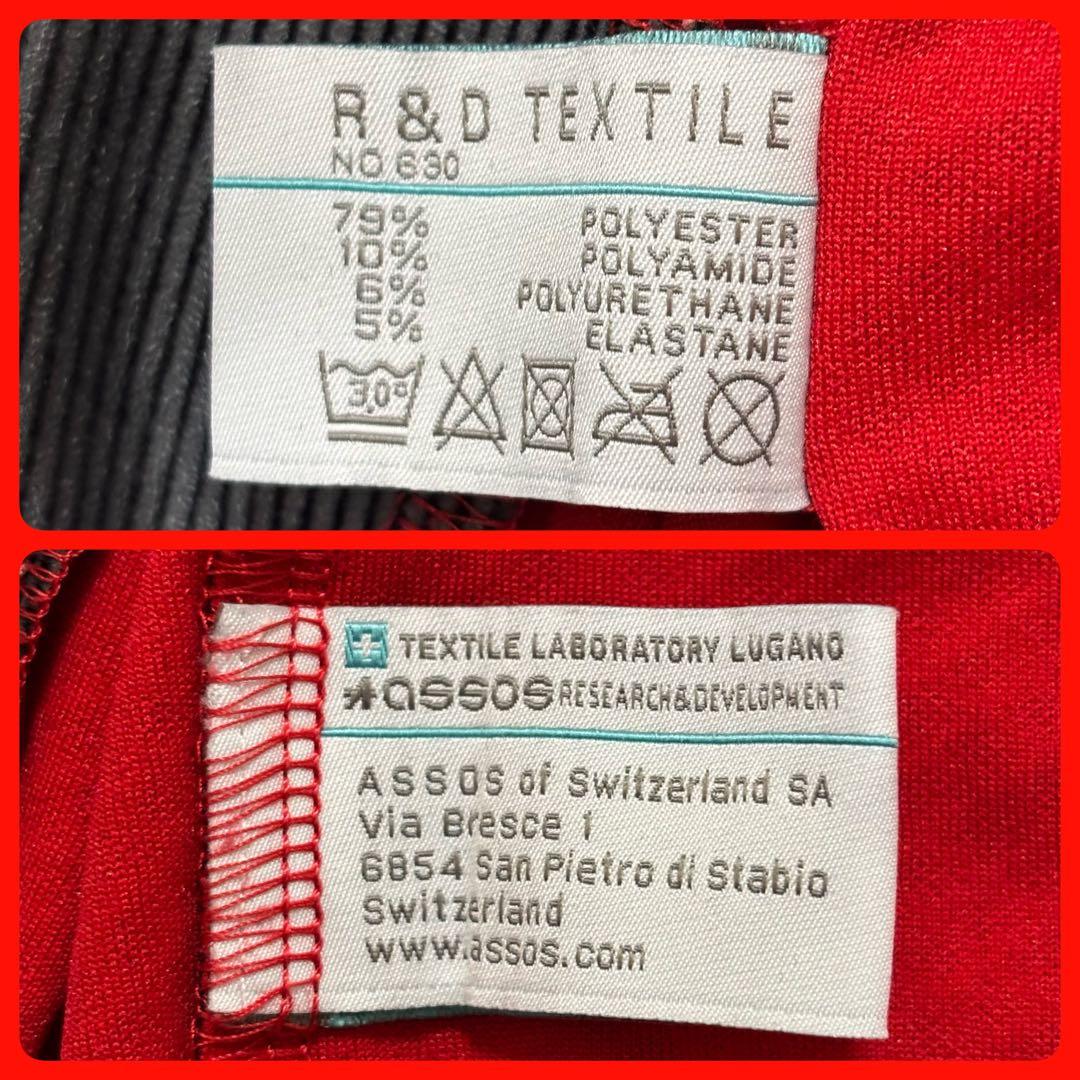 R & D TEXTILE
NO 630
79% POLYESTER
10% POLYAMIDE
6% POLYURETHANE
5% ELASTANE
30°
TEXTILE LABORATORY LUGANO
assos RESEARCH&DEVELOPMENT
ASSOS of Switzerland SA
Via Bresce 1
6854 San Pietro di Stabio
Switzerland
www.assos.com